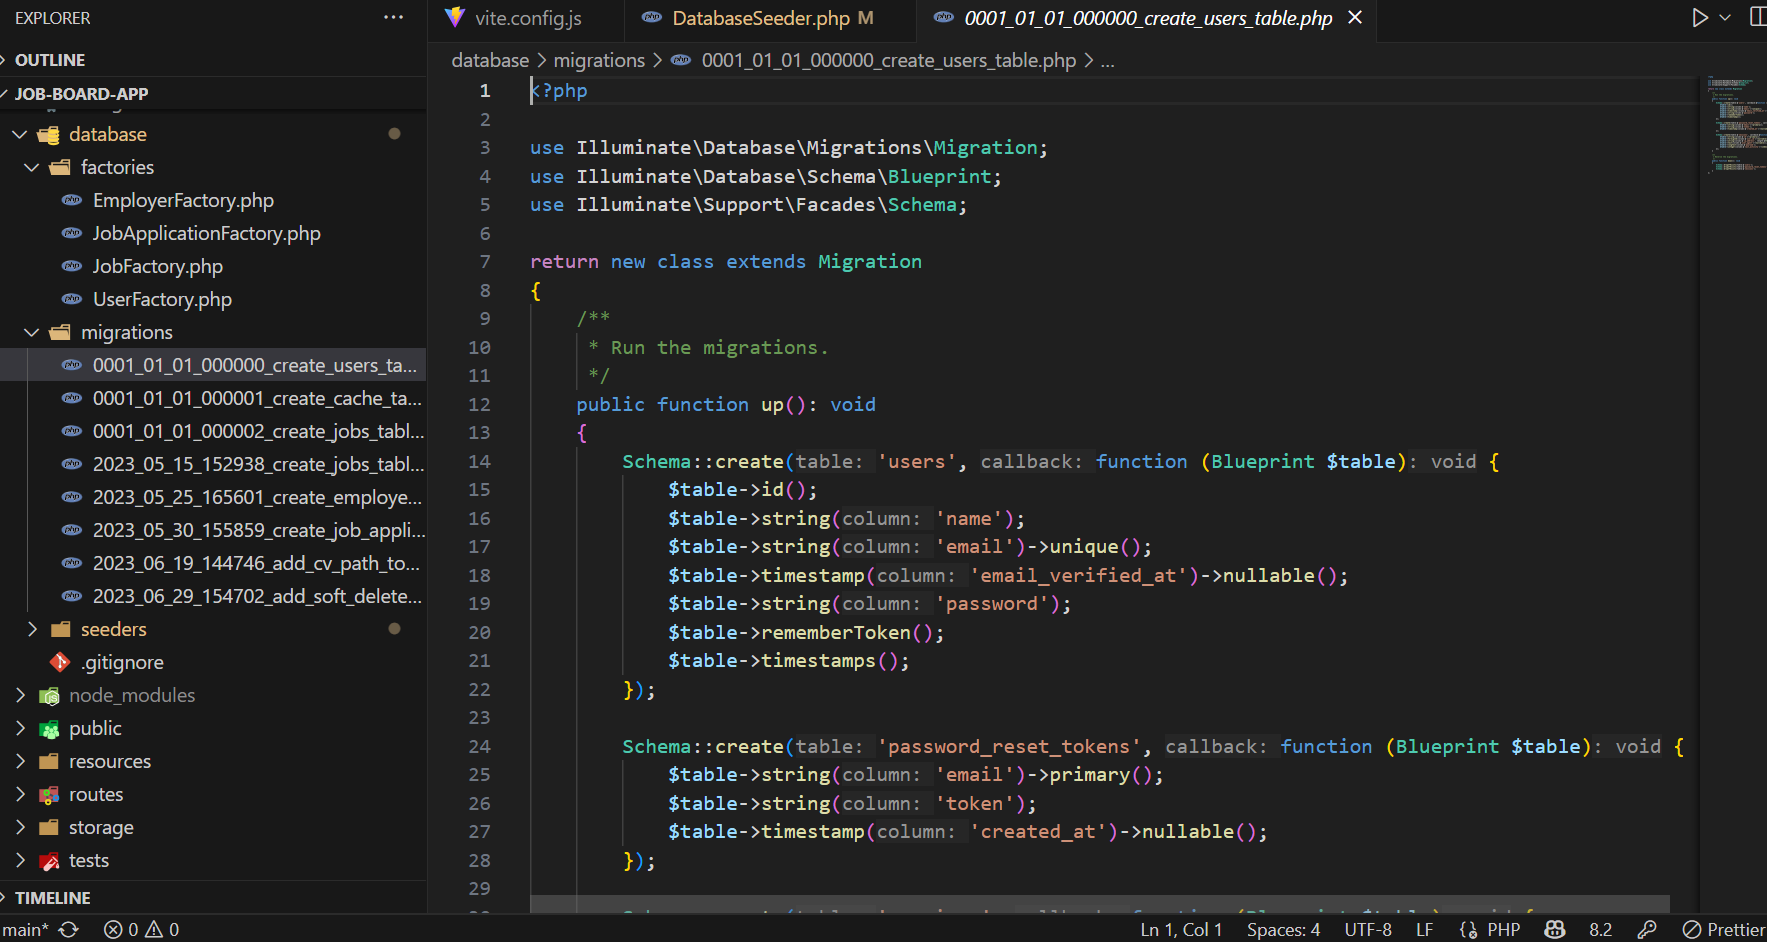 EXPLORER
OUTLINE
JOB-BOARD-APP
database
factories
EmployerFactory.php
JobApplicationFactory.php
JobFactory.php
UserFactory.php
migrations
0001_01_01_000000_create_users_ta...
0001_01_01_000001_create_cache_ta...
0001_01_01_000002_create_jobs_tabl...
2023_05_15_152938_create_jobs_tabl...
2023_05_25_165601_create_employe...
2023_05_30_155859_create_job_appli...
2023_06_19_144746_add_cv_path_to...
2023_06_29_154702_add_soft_delete...
seeders
.gitignore
node_modules
public
resources
routes
storage
tests
TIMELINE
vite.config.js
DatabaseSeeder.php M
0001_01_01_000000_create_users_table.php
database > migrations > 0001_01_01_000000_create_users_table.php > ...
1 <?php
2
3 use Illuminate\Database\Migrations\Migration;
4 use Illuminate\Database\Schema\Blueprint;
5 use Illuminate\Support\Facades\Schema;
6
7 return new class extends Migration
8 {
9 /**
10 * Run the migrations.
11 */
12 public function up(): void
13 {
14 Schema::create(table: 'users', callback: function (Blueprint $table): void {
15 $table->id();
16 $table->string(column: 'name');
17 $table->string(column: 'email')->unique();
18 $table->timestamp(column: 'email_verified_at')->nullable();
19 $table->string(column: 'password');
20 $table->rememberToken();
21 $table->timestamps();
22 });
23
24 Schema::create(table: 'password_reset_tokens', callback: function (Blueprint $table): void {
25 $table->string(column: 'email')->primary();
26 $table->string(column: 'token');
27 $table->timestamp(column: 'created_at')->nullable();
28 });
29
main* 0 0 Ln 1, Col 1 Spaces: 4 UTF-8 LF PHP 8.2 Prettier